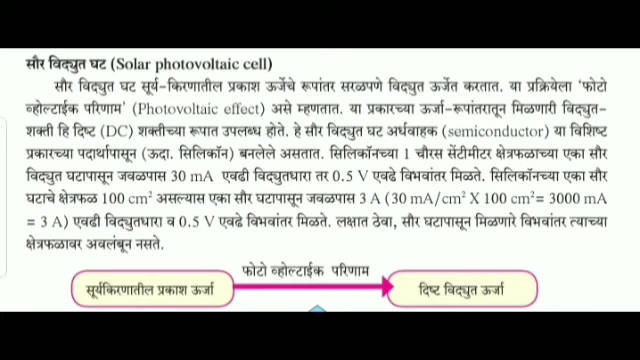 सौर विद्युत घट (Solar photovoltaic cell)
सौर विद्युत घट सूर्य-किरणातील प्रकाश ऊर्जेचे रूपांतर सरळपणे विद्युत ऊर्जेत करतात. या प्रक्रियेला 'फोटो
व्होल्टाईक परिणाम' (Photovoltaic effect) असे म्हणतात. या प्रकारच्या ऊर्जा-रूपांतरातून मिळणारी विद्युत-
शक्ती हि दिष्ट (DC) शक्तीच्या रूपात उपलब्ध होते. हे सौर विद्युत घट अर्धवाहक (semiconductor) या विशिष्ट
प्रकारच्या पदार्थापासून (ऊदा. सिलिकॉन) बनलेले असतात. सिलिकॉनच्या 1 चौरस सेंटीमीटर क्षेत्रफळाच्या एका सौर
विद्युत घटापासून जवळपास 30 mA एवढी विद्युतधारा तर 0.5 V एवढे विभवांतर मिळते. सिलिकॉनच्या एका सौर
घटाचे क्षेत्रफळ 100 cm² असल्यास एका सौर घटापासून जवळपास 3 A (30 mA/cm² X 100 cm²= 3000 mA
= 3 A) एवढी विद्युतधारा व 0.5 V एवढे विभवांतर मिळते. लक्षात ठेवा, सौर घटापासून मिळणारे विभवांतर त्याच्या
क्षेत्रफळावर अवलंबून नसते.
फोटो व्होल्टाईक परिणाम
सूर्यकिरणातील प्रकाश ऊर्जा
दिष्ट विद्युत ऊर्जा